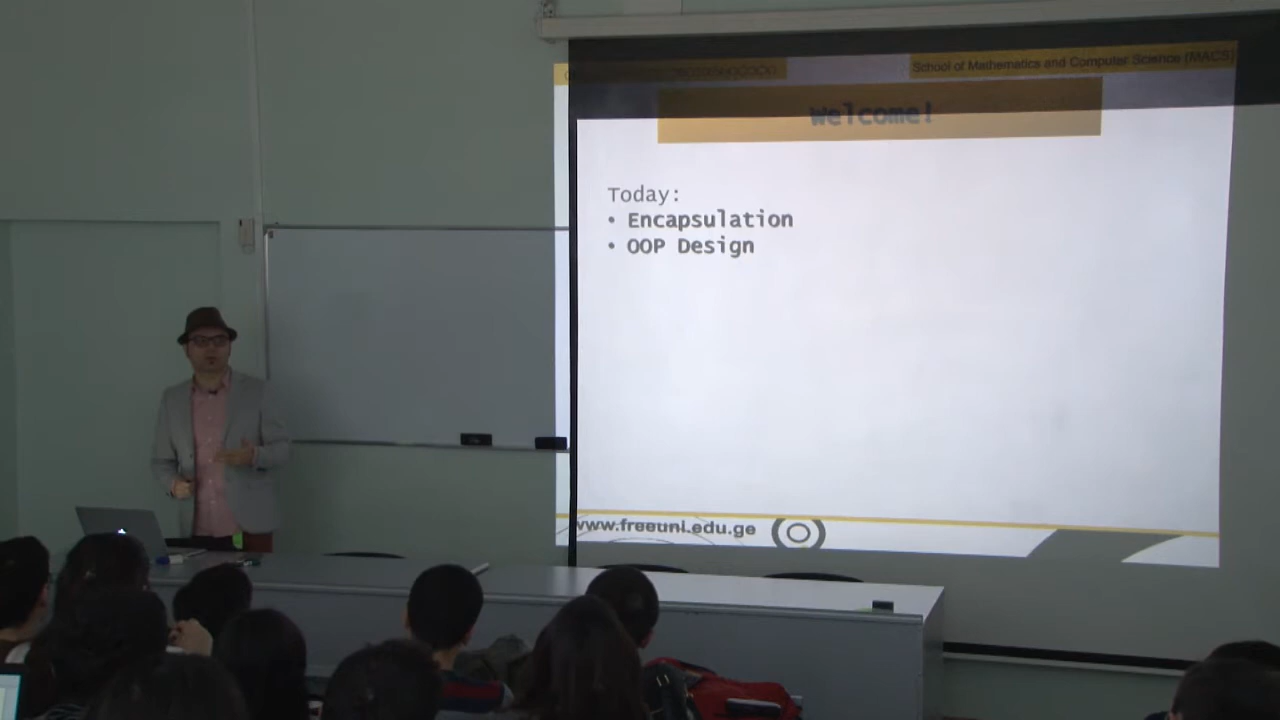 School of Mathematics and Computer Science (MACS)
Welcome!
Today:
• Encapsulation
• OOP Design
www.freeuni.edu.ge